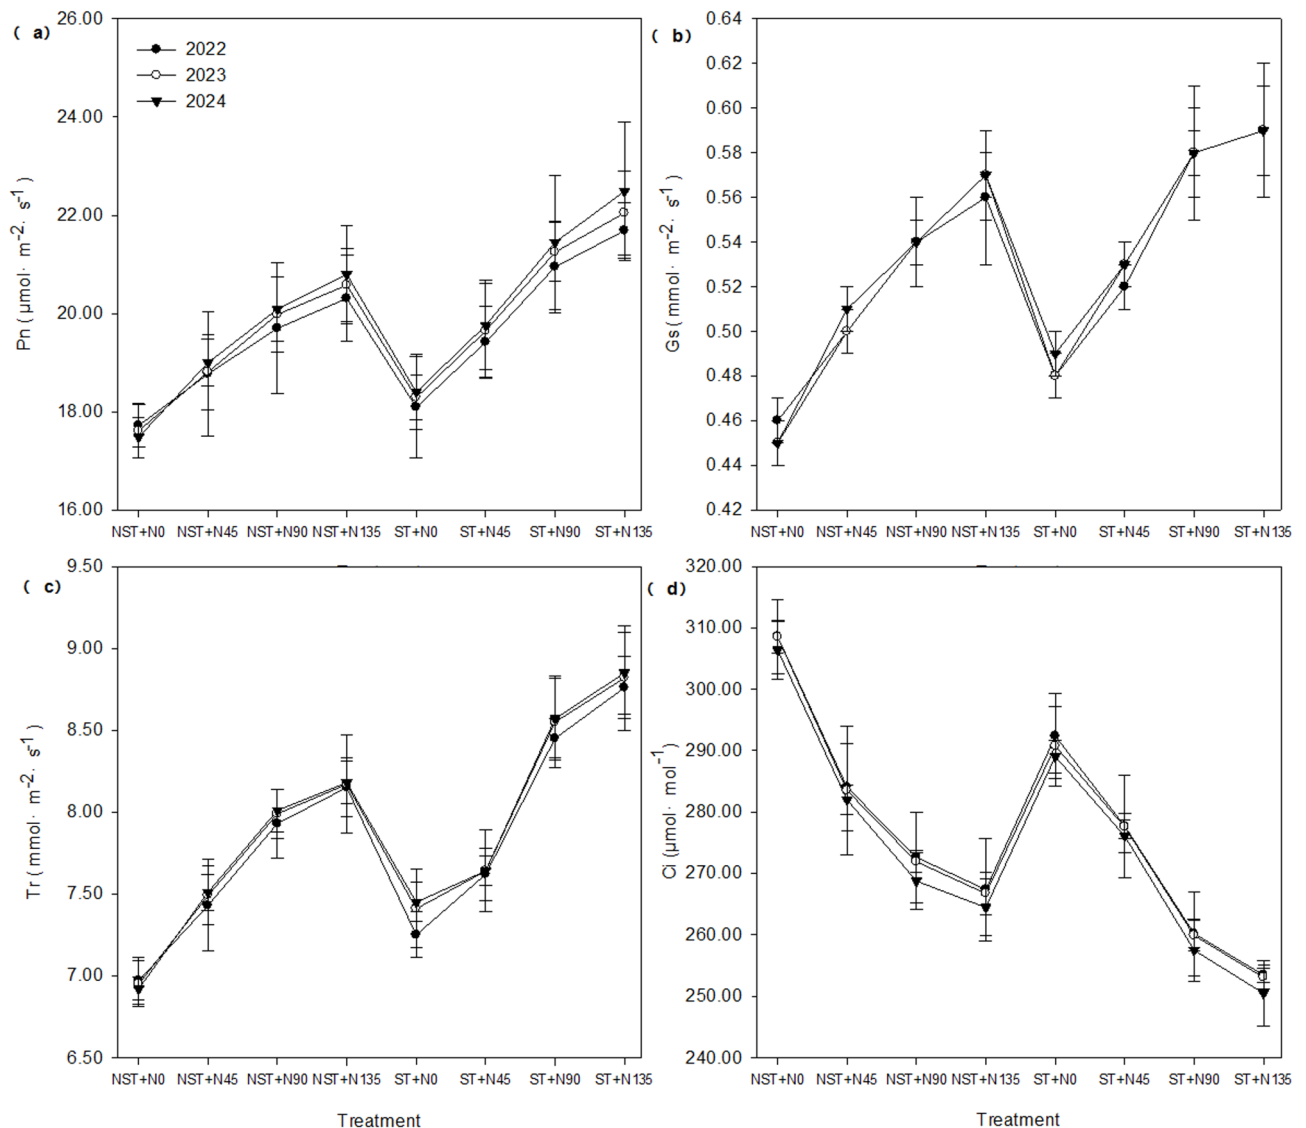 ( a)
26.00
24.00
22.00
20.00
18.00
16.00
Pn ( μmol· m⁻²· s⁻¹ )
2022
2023
2024
NST+N0 NST+N45 NST+N90 NST+N135 ST+N0 ST+N45 ST+N90 ST+N135
( b)
0.64
0.62
0.60
0.58
0.56
0.54
0.52
0.50
0.48
0.46
0.44
0.42
Gs ( mmol· m⁻²· s⁻¹ )
NST+N0 NST+N45 NST+N90 NST+N135 ST+N0 ST+N45 ST+N90 ST+N135
( c)
9.50
9.00
8.50
8.00
7.50
7.00
6.50
Tr ( mmol· m⁻²· s⁻¹ )
NST+N0 NST+N45 NST+N90 NST+N135 ST+N0 ST+N45 ST+N90 ST+N135
Treatment
( d)
320.00
310.00
300.00
290.00
280.00
270.00
260.00
250.00
240.00
Ci (μmol· mol⁻¹)
NST+N0 NST+N45 NST+N90 NST+N135 ST+N0 ST+N45 ST+N90 ST+N135
Treatment